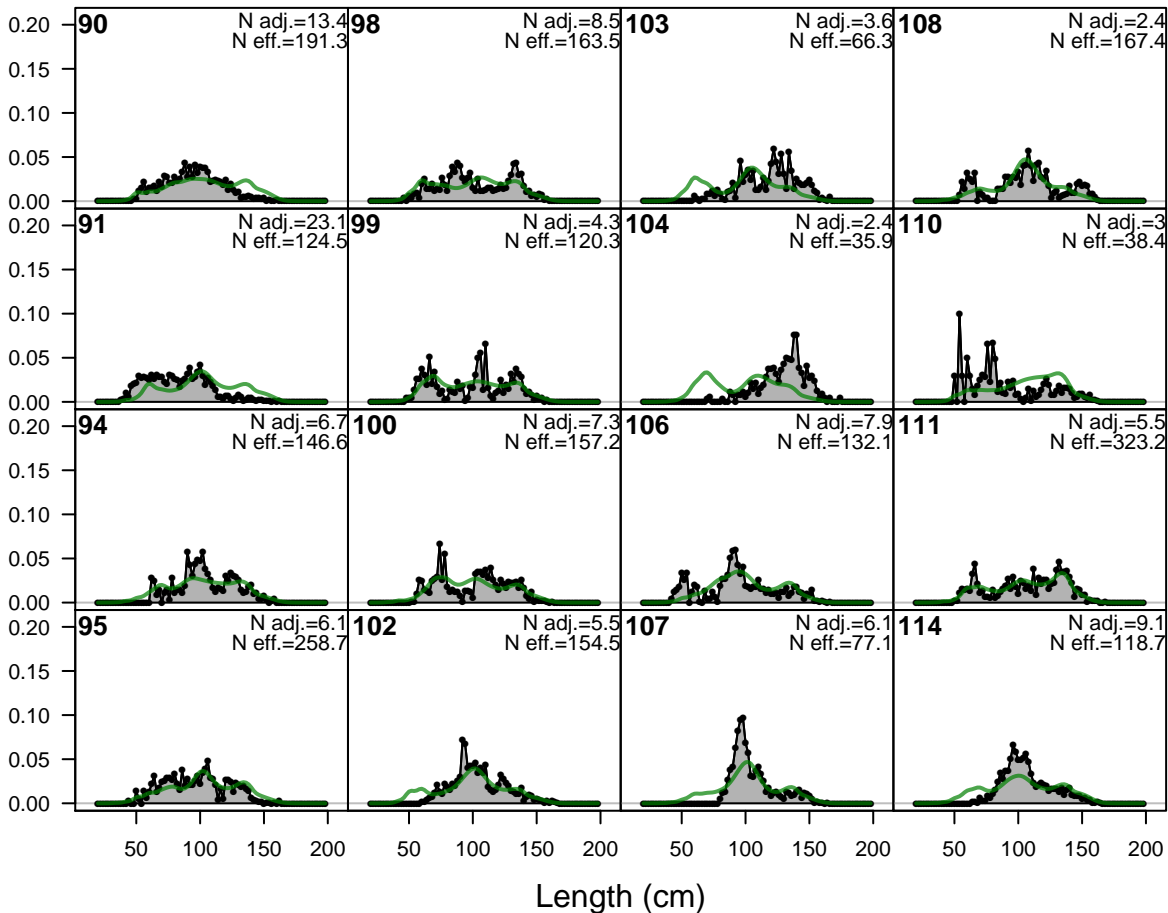 0.20
0.15
0.10
0.05
0.00
90
N adj.=13.4
N eff.=191.3
98
N adj.=8.5
N eff.=163.5
103
N adj.=3.6
N eff.=66.3
108
N adj.=2.4
N eff.=167.4
0.20
0.15
0.10
0.05
0.00
91
N adj.=23.1
N eff.=124.5
99
N adj.=4.3
N eff.=120.3
104
N adj.=2.4
N eff.=35.9
110
N adj.=3
N eff.=38.4
0.20
0.15
0.10
0.05
0.00
94
N adj.=6.7
N eff.=146.6
100
N adj.=7.3
N eff.=157.2
106
N adj.=7.9
N eff.=132.1
111
N adj.=5.5
N eff.=323.2
0.20
0.15
0.10
0.05
0.00
95
N adj.=6.1
N eff.=258.7
102
N adj.=5.5
N eff.=154.5
107
N adj.=6.1
N eff.=77.1
114
N adj.=9.1
N eff.=118.7
50 100 150 200 50 100 150 200 50 100 150 200 50 100 150 200
Length (cm)